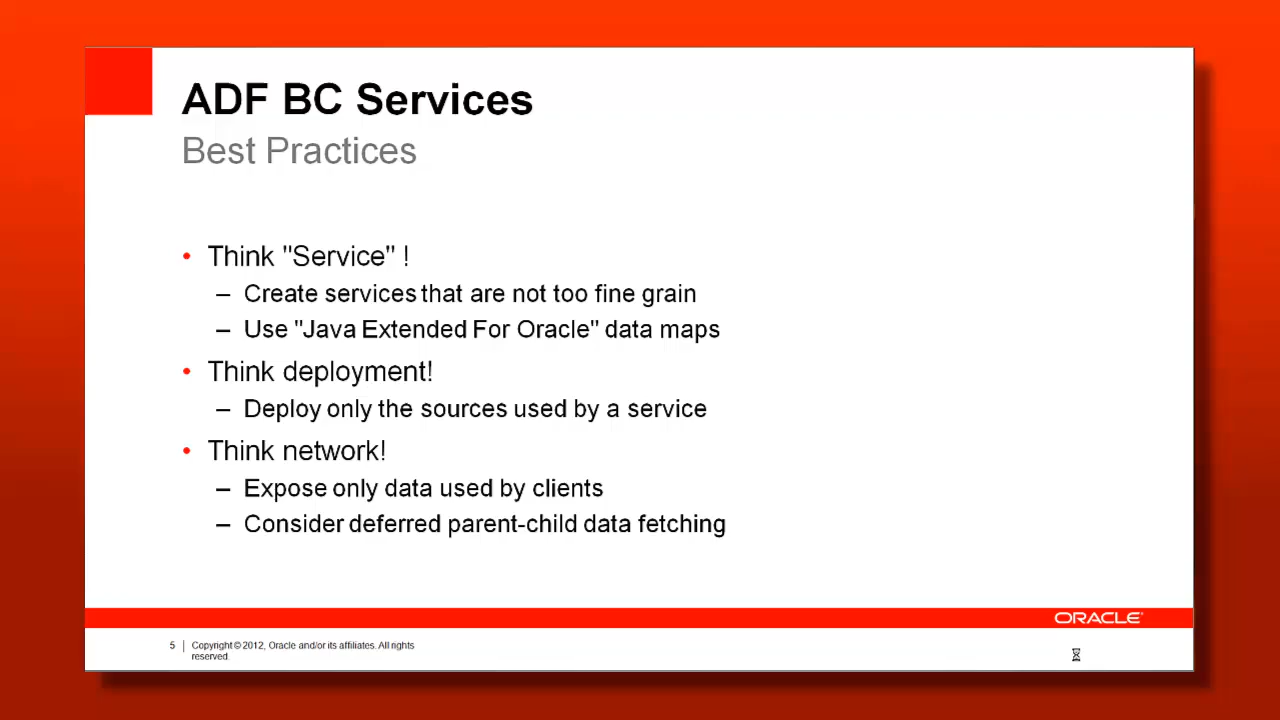 ADF BC Services
Best Practices
• Think "Service" !
– Create services that are not too fine grain
– Use "Java Extended For Oracle" data maps
• Think deployment!
– Deploy only the sources used by a service
• Think network!
– Expose only data used by clients
– Consider deferred parent-child data fetching
ORACLE
5 | Copyright © 2012, Oracle and/or its affiliates. All rights
reserved.